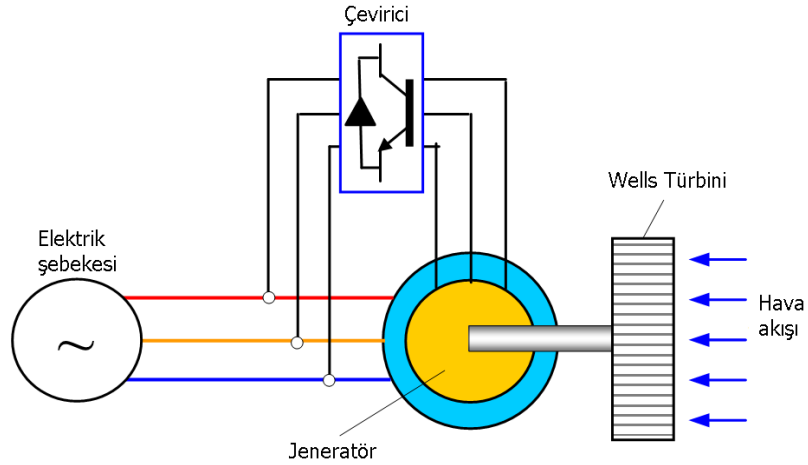 Çevirici
Wells Türbini
Elektrik
şebekesi
~
Hava
akışı
Jeneratör